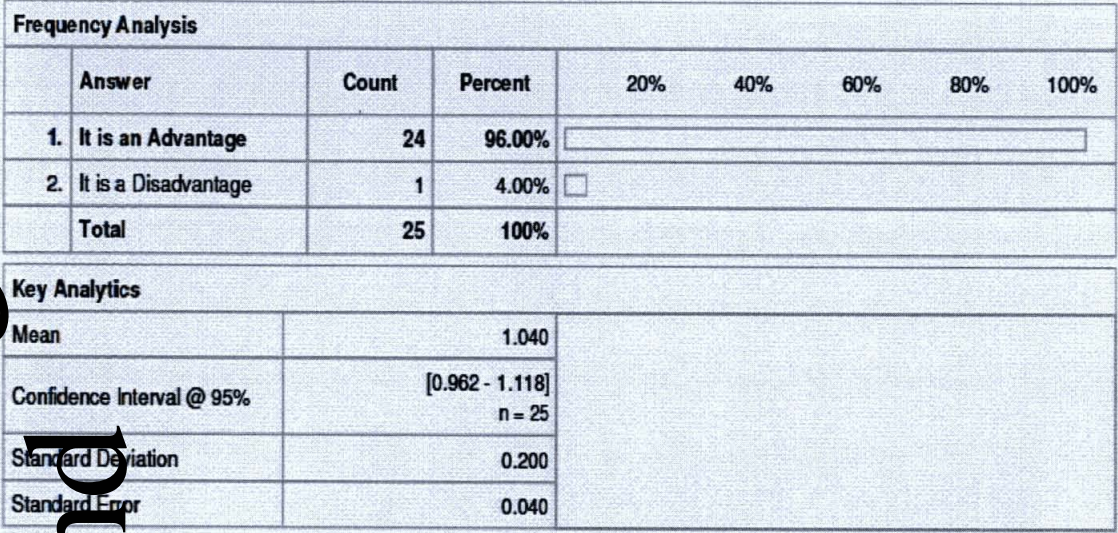 Frequency Analysis
Answer Count Percent 20% 40% 60% 80% 100%
1. It is an Advantage 24 96.00%
2. It is a Disadvantage 1 4.00%
Total 25 100%
Key Analytics
Mean 1.040
Confidence Interval @ 95% [0.962 - 1.118]
n = 25
Standard Deviation 0.200
Standard Error 0.040